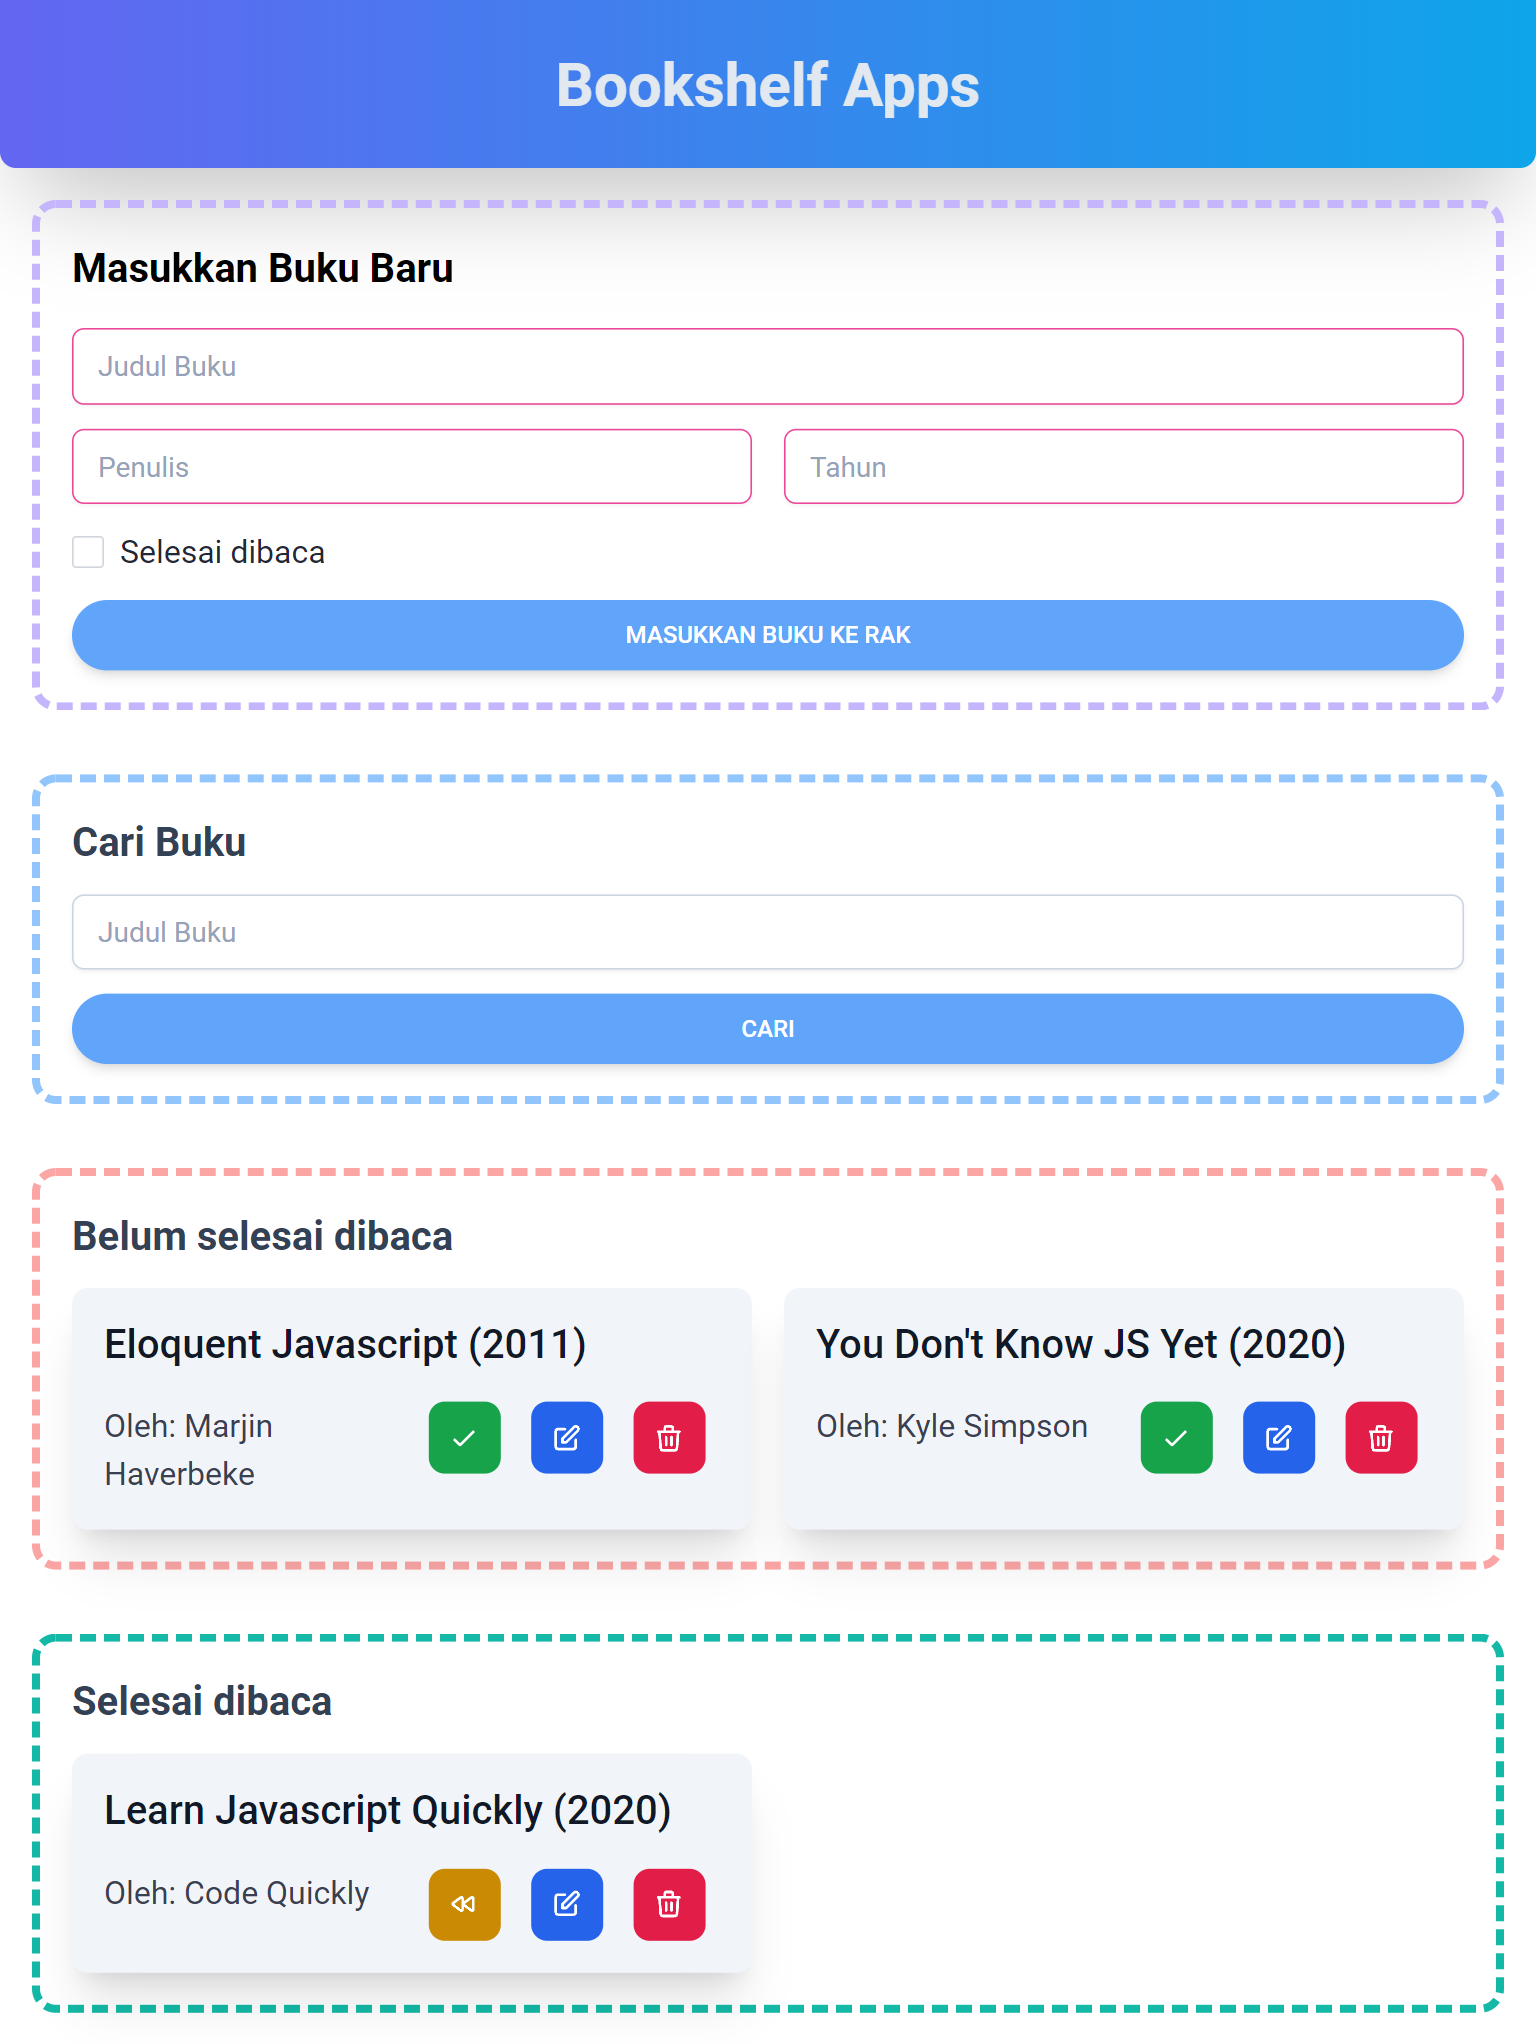 Bookshelf Apps
Masukkan Buku Baru
Judul Buku
Penulis
Tahun
Selesai dibaca
MASUKKAN BUKU KE RAK
Cari Buku
Judul Buku
CARI
Belum selesai dibaca
Eloquent Javascript (2011)
Oleh: Marjin
Haverbeke
You Don't Know JS Yet (2020)
Oleh: Kyle Simpson
Selesai dibaca
Learn Javascript Quickly (2020)
Oleh: Code Quickly